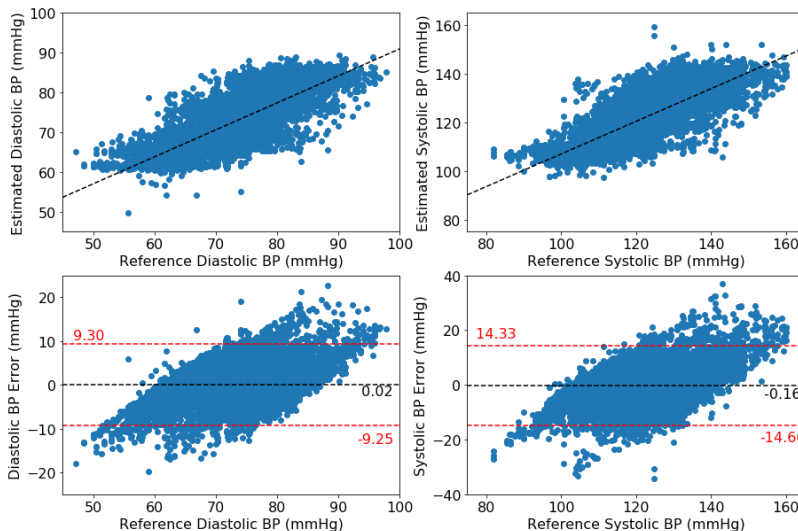 100
90
80
70
60
50
Estimated Diastolic BP (mmHg)
50 60 70 80 90 100
Reference Diastolic BP (mmHg)
160
140
120
100
80
Estimated Systolic BP (mmHg)
80 100 120 140 160
Reference Systolic BP (mmHg)
20
10
0
−10
−20
Diastolic BP Error (mmHg)
9.30
0.02
-9.25
50 60 70 80 90 100
Reference Diastolic BP (mmHg)
40
20
0
−20
−40
Systolic BP Error (mmHg)
14.33
-0.16
-14.66
80 100 120 140 160
Reference Systolic BP (mmHg)